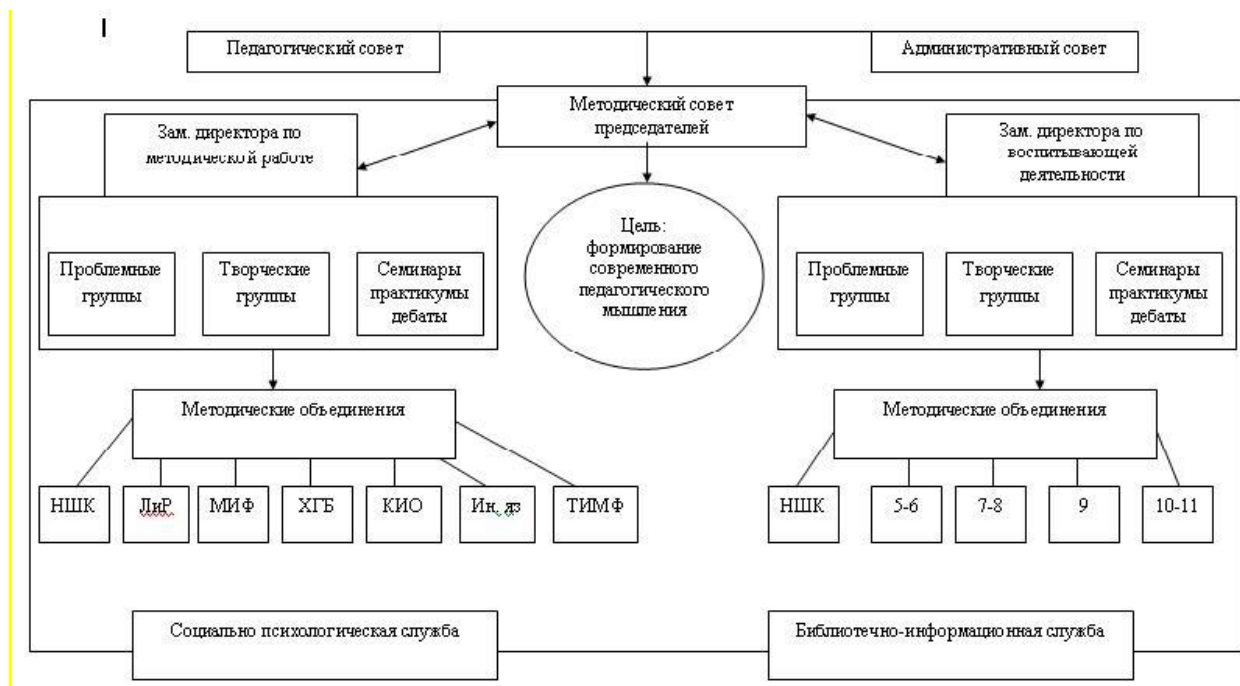 Педагогический совет
Административный совет
Методический совет
председателей
Зам. директора по
методической работе
Зам. директора по
воспитывающей
деятельности
Цель:
формирование
современного
педагогического
мышления
Проблемные
группы
Творческие
группы
Семинары
практикумы
дебаты
Проблемные
группы
Творческие
группы
Семинары
практикумы
дебаты
Методические объединения
Методические объединения
НШК
ЛиР
МИФ
ХГБ
КИО
Ин. яз
ТИМФ
НШК
5-6
7-8
9
10-11
Социально психологическая служба
Библиотечно-информационная служба